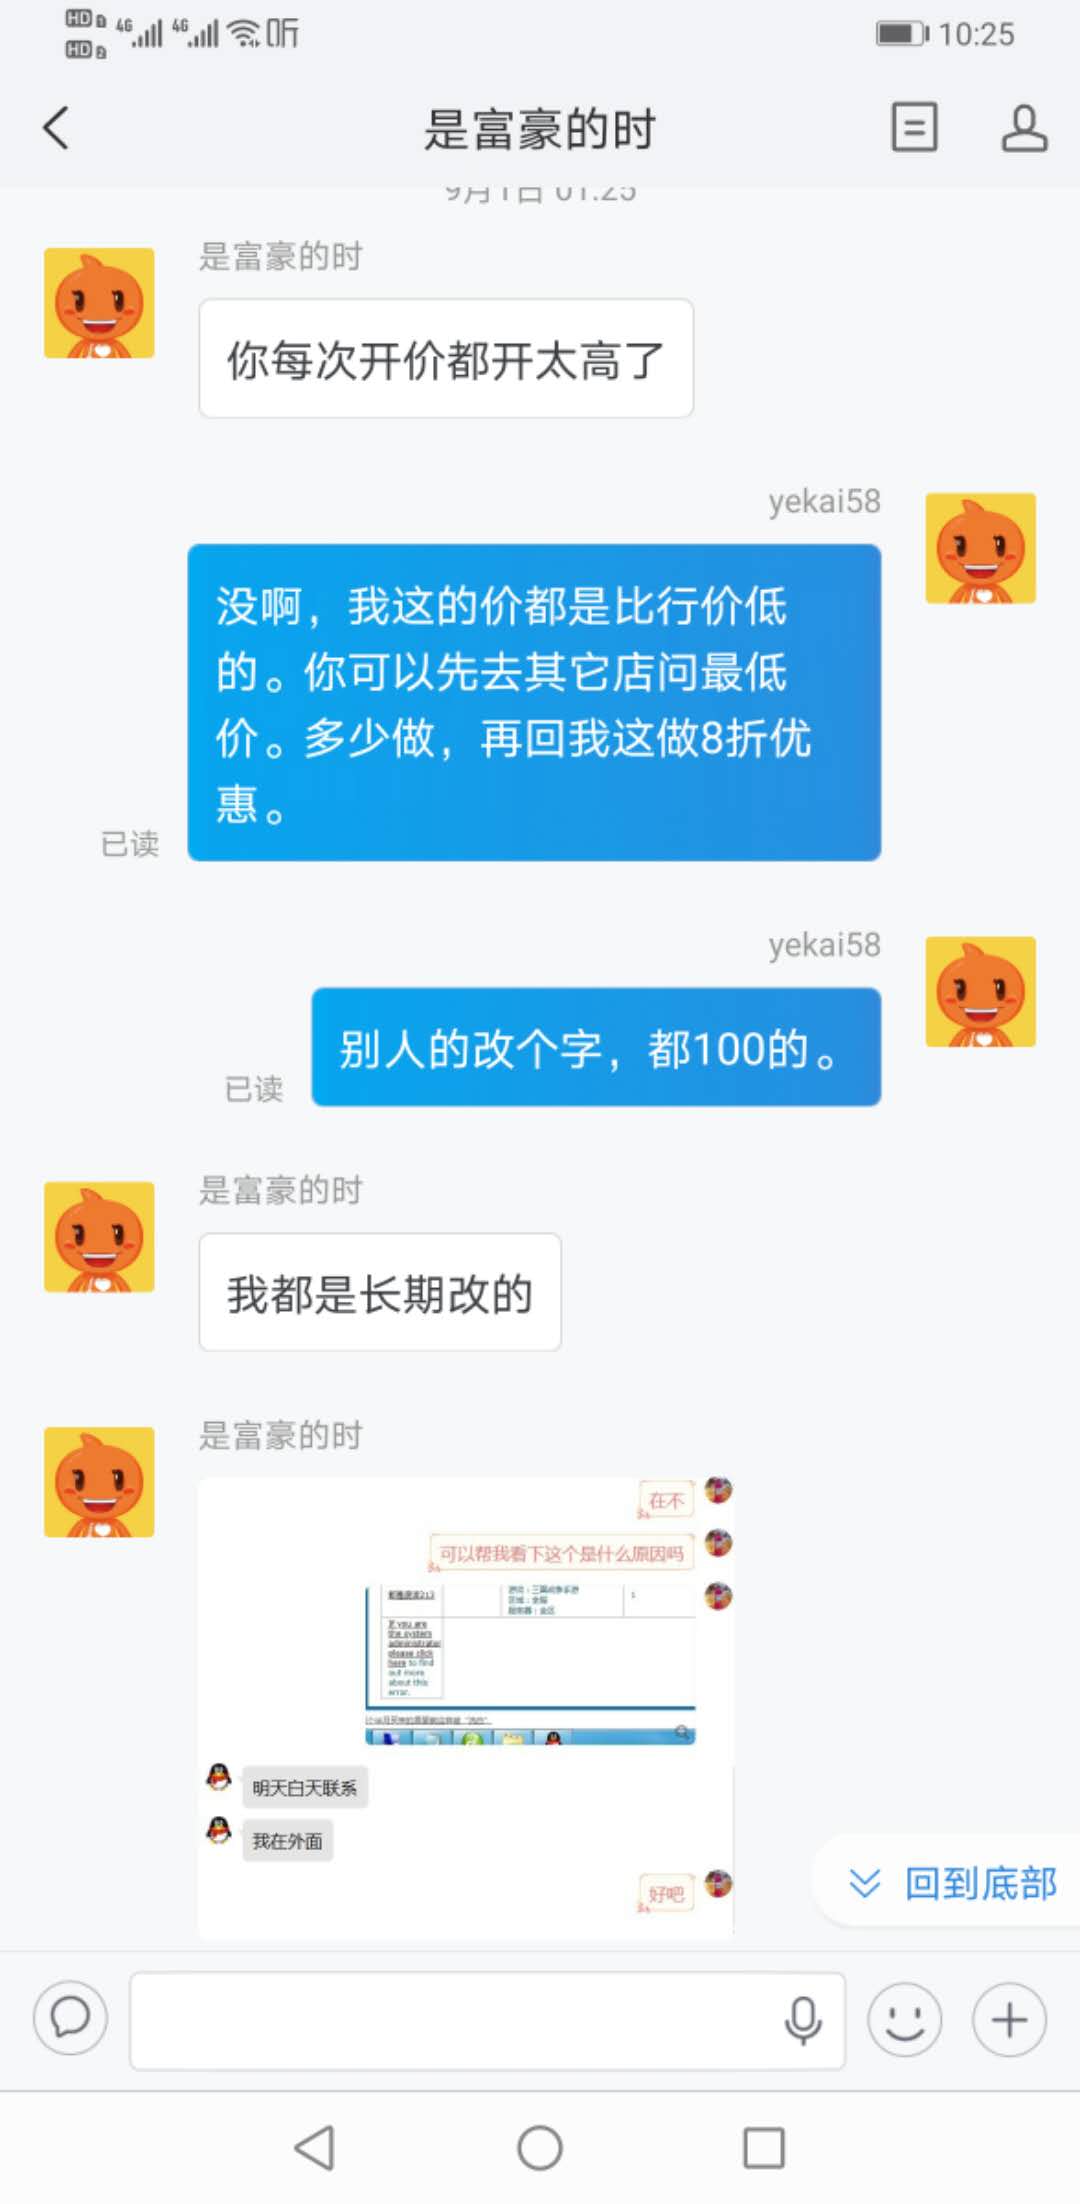 HD 1 4G 4G 听
HD 2
10:25
是富豪的时
9月1日 01:25
是富豪的时
你每次开价都开太高了
yekai58
没啊，我这的价都是比行价低
的。你可以先去其它店问最低
价。多少做，再回我这做8折优
惠。
已读
yekai58
别人的改个字，都100的。
已读
是富豪的时
我都是长期改的
是富豪的时
在不
可以帮我看下这个是什么原因吗
If you are
the system
administrator
please click
here to find
out more
about this
error.
明天白天联系
我在外面
好吧
回到底部